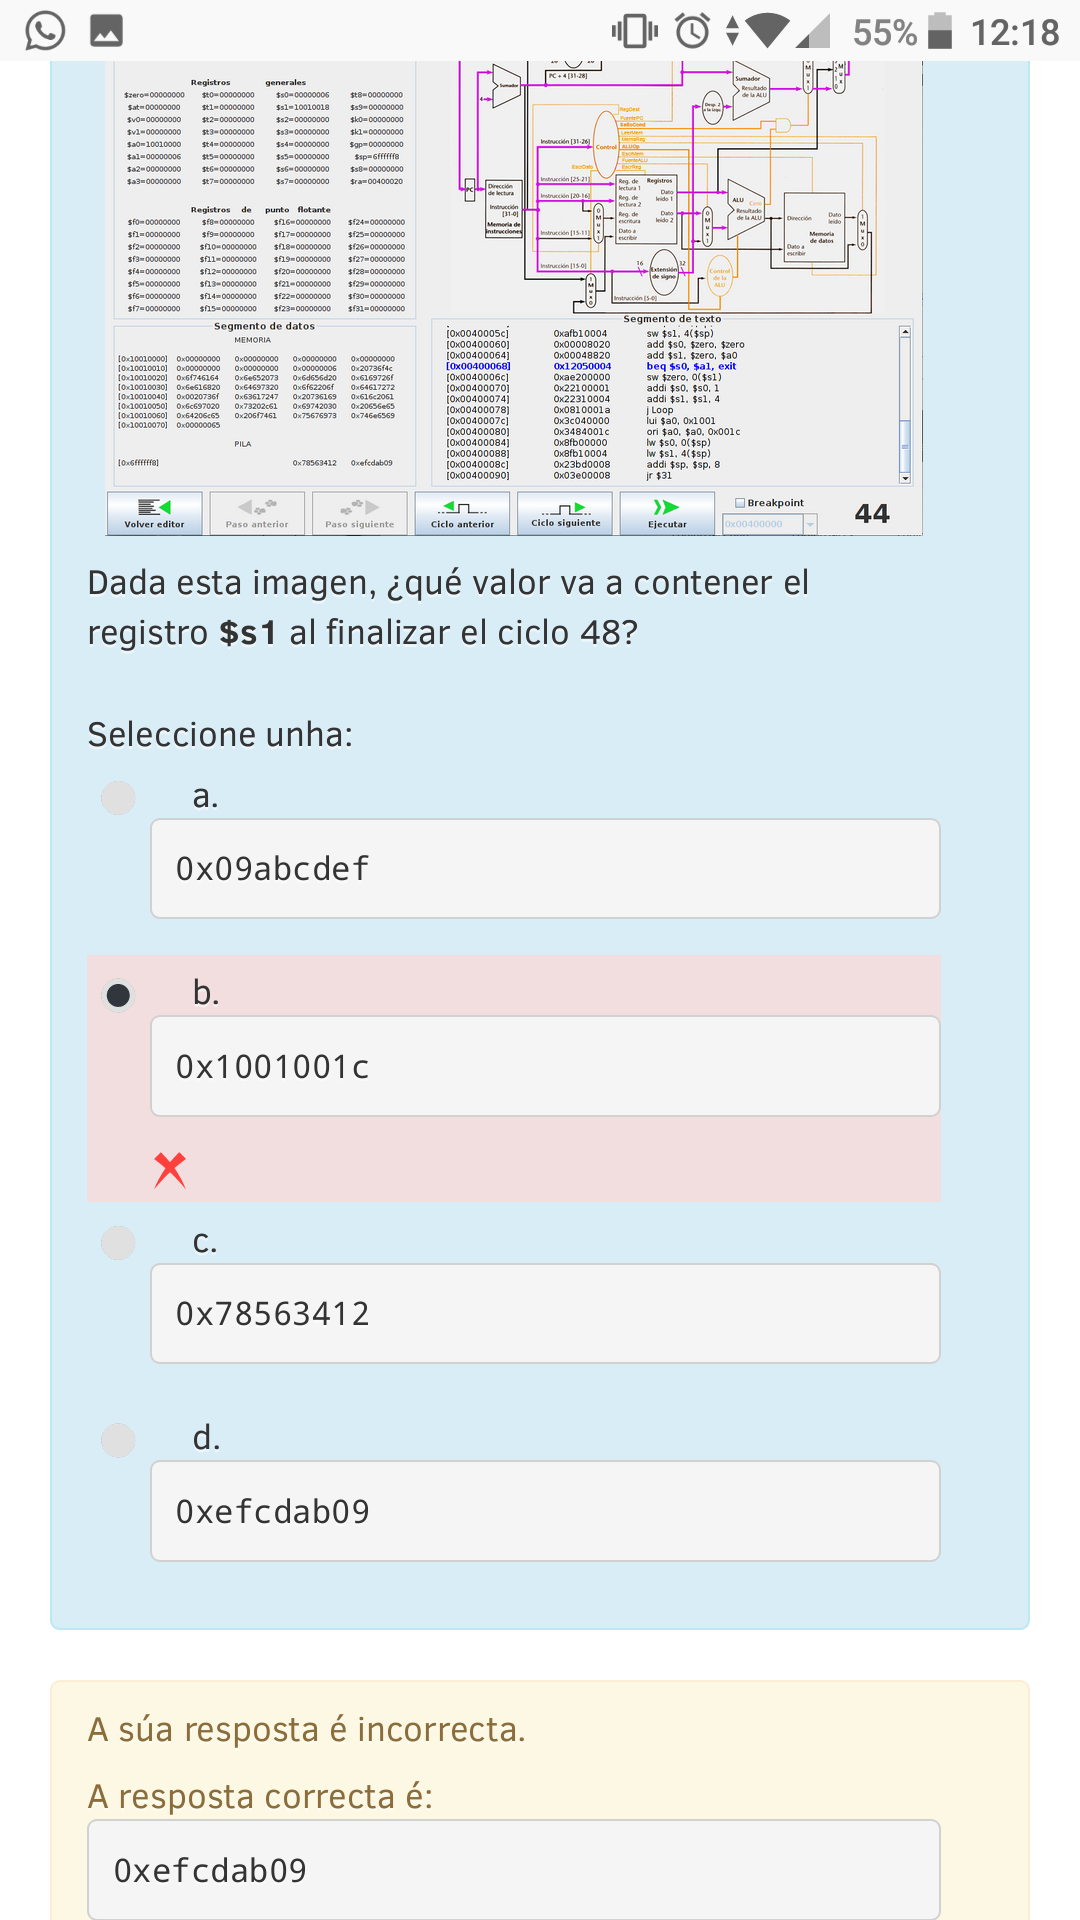 55% 12:18
Registros generales
$zero=00000000 $t0=00000000 $s0=00000006 $t8=00000000
$at=00000000 $t1=00000000 $s1=10010018 $s9=00000000
$v0=00000000 $t2=00000000 $s2=00000000 $k0=00000000
$v1=00000000 $t3=00000000 $s3=00000000 $k1=00000000
$a0=10010000 $t4=00000000 $s4=00000000 $gp=00000000
$a1=00000006 $t5=00000000 $s5=00000000 $sp=6ffffff8
$a2=00000000 $t6=00000000 $s6=00000000 $s8=00000000
$a3=00000000 $t7=00000000 $s7=00000000 $ra=00400020
Registros de punto flotante
$f0=00000000 $f8=00000000 $f16=00000000 $f24=00000000
$f1=00000000 $f9=00000000 $f17=00000000 $f25=00000000
$f2=00000000 $f10=00000000 $f18=00000000 $f26=00000000
$f3=00000000 $f11=00000000 $f19=00000000 $f27=00000000
$f4=00000000 $f12=00000000 $f20=00000000 $f28=00000000
$f5=00000000 $f13=00000000 $f21=00000000 $f29=00000000
$f6=00000000 $f14=00000000 $f22=00000000 $f30=00000000
$f7=00000000 $f15=00000000 $f23=00000000 $f31=00000000
PC + 4 [31-28]
Sumador
4
Sumador
Resultado
de la ALU
Desp. 2
RegDest
FuentePC
SaltoCond
LeerMem
MemaReg
ALUOp
EscrMem
FuenteALU
EscrReg
Control
Instrucción [31-26]
Instrucción [25-21]
Instrucción [20-16]
Instrucción [15-11]
Instrucción [15-0]
Instrucción [5-0]
PC
Dirección
de lectura
Instrucción
[31-0]
Memoria de
instrucciones
Reg. de
lectura 1
Registros
Reg. de
lectura 2
Reg. de
escritura
Dato a
escribir
Dato
leído 1
Dato
leído 2
ALU
Cero
Resultado
de la ALU
Dirección
Dato
leído
Memoria
de datos
Dato a
escribir
16
Extensión
de signo
32
Control
de la
ALU
Segmento de datos
MEMORIA
[0x10010000] 0x00000000 0x00000000 0x00000000 0x00000000
[0x10010010] 0x00000000 0x00000000 0x00000006 0x20736f4c
[0x10010020] 0x6f746164 0x6e652073 0x6d656d20 0x6169726f
[0x10010030] 0x6e616820 0x64697320 0x6f62206f 0x64617272
[0x10010040] 0x0020736f 0x63617247 0x20736169 0x616c2061
[0x10010050] 0x6c697020 0x73202c61 0x69742030 0x20656e65
[0x10010060] 0x64206c65 0x206f7461 0x75676973 0x746e6569
[0x10010070] 0x00000065
PILA
[0x6ffffff8] 0x78563412 0xefcdab09
Segmento de texto
[0x0040005c] 0xafb10004 sw $s1, 4($sp)
[0x00400060] 0x00008020 add $s0, $zero, $zero
[0x00400064] 0x00048820 add $s1, $zero, $a0
[0x00400068] 0x12050004 beq $s0, $a1, exit
[0x0040006c] 0xae200000 sw $zero, 0($s1)
[0x00400070] 0x22100001 addi $s0, $s0, 1
[0x00400074] 0x22310004 addi $s1, $s1, 4
[0x00400078] 0x0810001a j Loop
[0x0040007c] 0x3c040000 lui $a0, 0x1001
[0x00400080] 0x3484001c ori $a0, $a0, 0x001c
[0x00400084] 0x8fb00000 lw $s0, 0($sp)
[0x00400088] 0x8fb10004 lw $s1, 4($sp)
[0x0040008c] 0x23bd0008 addi $sp, $sp, 8
[0x00400090] 0x03e00008 jr $31
Volver editor Paso anterior Paso siguiente Ciclo anterior Ciclo siguiente Ejecutar Breakpoint
0x00400000
44
Dada esta imagen, ¿qué valor va a contener el
registro $s1 al finalizar el ciclo 48?
Seleccione unha:
a.
0x09abcdef
b.
0x1001001c
c.
0x78563412
d.
0xefcdab09
A súa resposta é incorrecta.
A resposta correcta é:
0xefcdab09